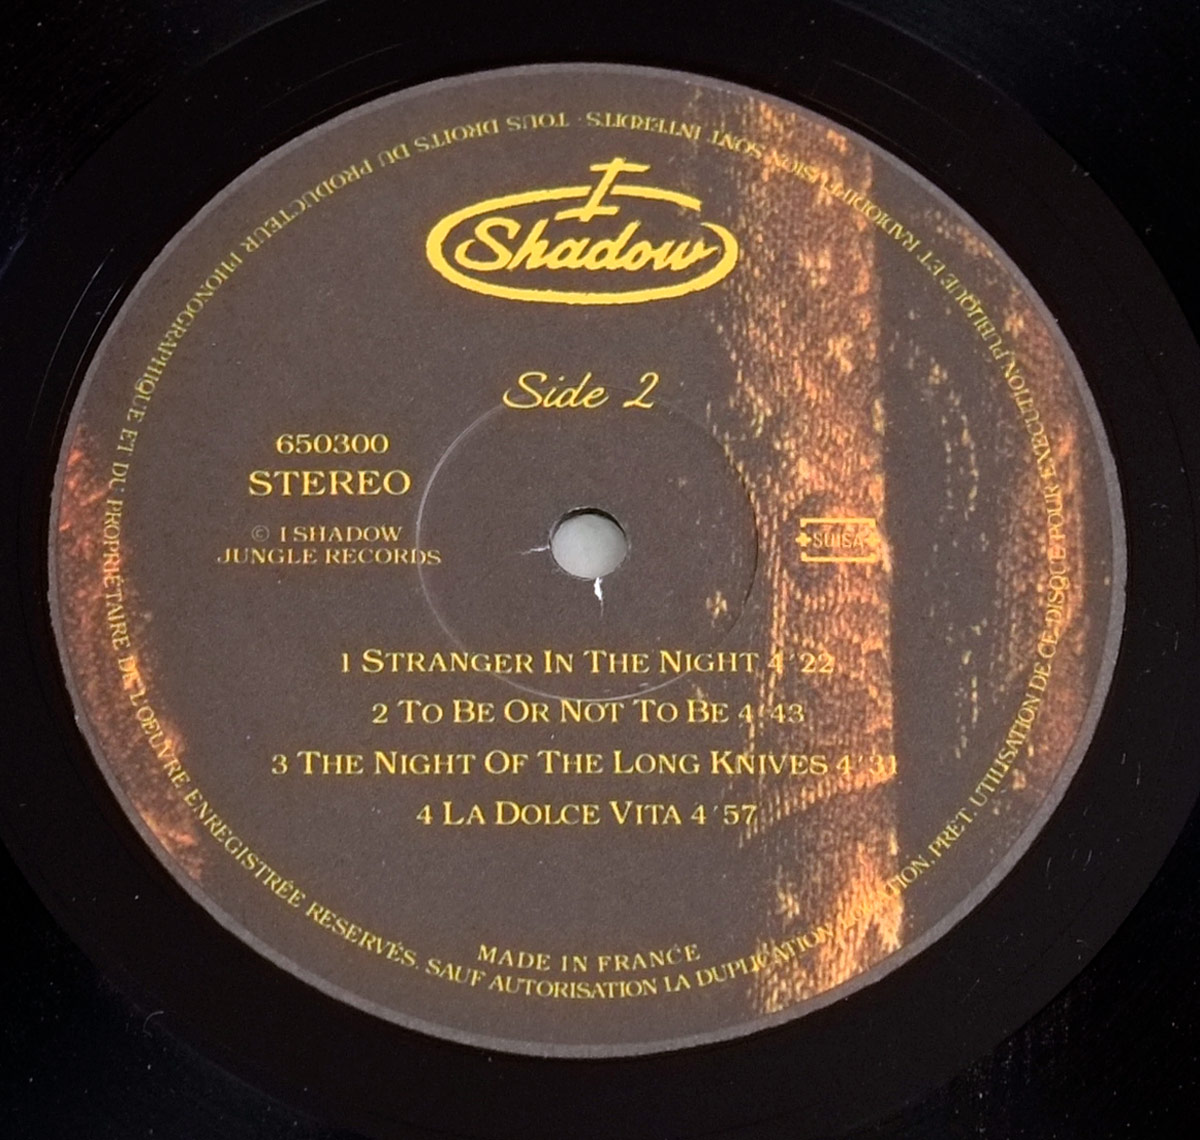 I
Shadow
Side 2
650300
STEREO
© I SHADOW
JUNGLE RECORDS
SUISA
1 STRANGER IN THE NIGHT 4'22
2 TO BE OR NOT TO BE 4'43
3 THE NIGHT OF THE LONG KNIVES 4'31
4 LA DOLCE VITA 4'57
MADE IN FRANCE
TOUS DROITS DU PRODUCTEUR PHONOGRAPHIQUE ET DU PROPRIÉTAIRE DE L'OEUVRE ENREGISTRÉE RESERVÉS. SAUF AUTORISATION LA DUPLICATION, LOCATION, PRET, UTILISATION DE CE DISQUE POUR EXECUTION PUBLIQUE ET RADIODIFFUSION SONT INTERDITS ·